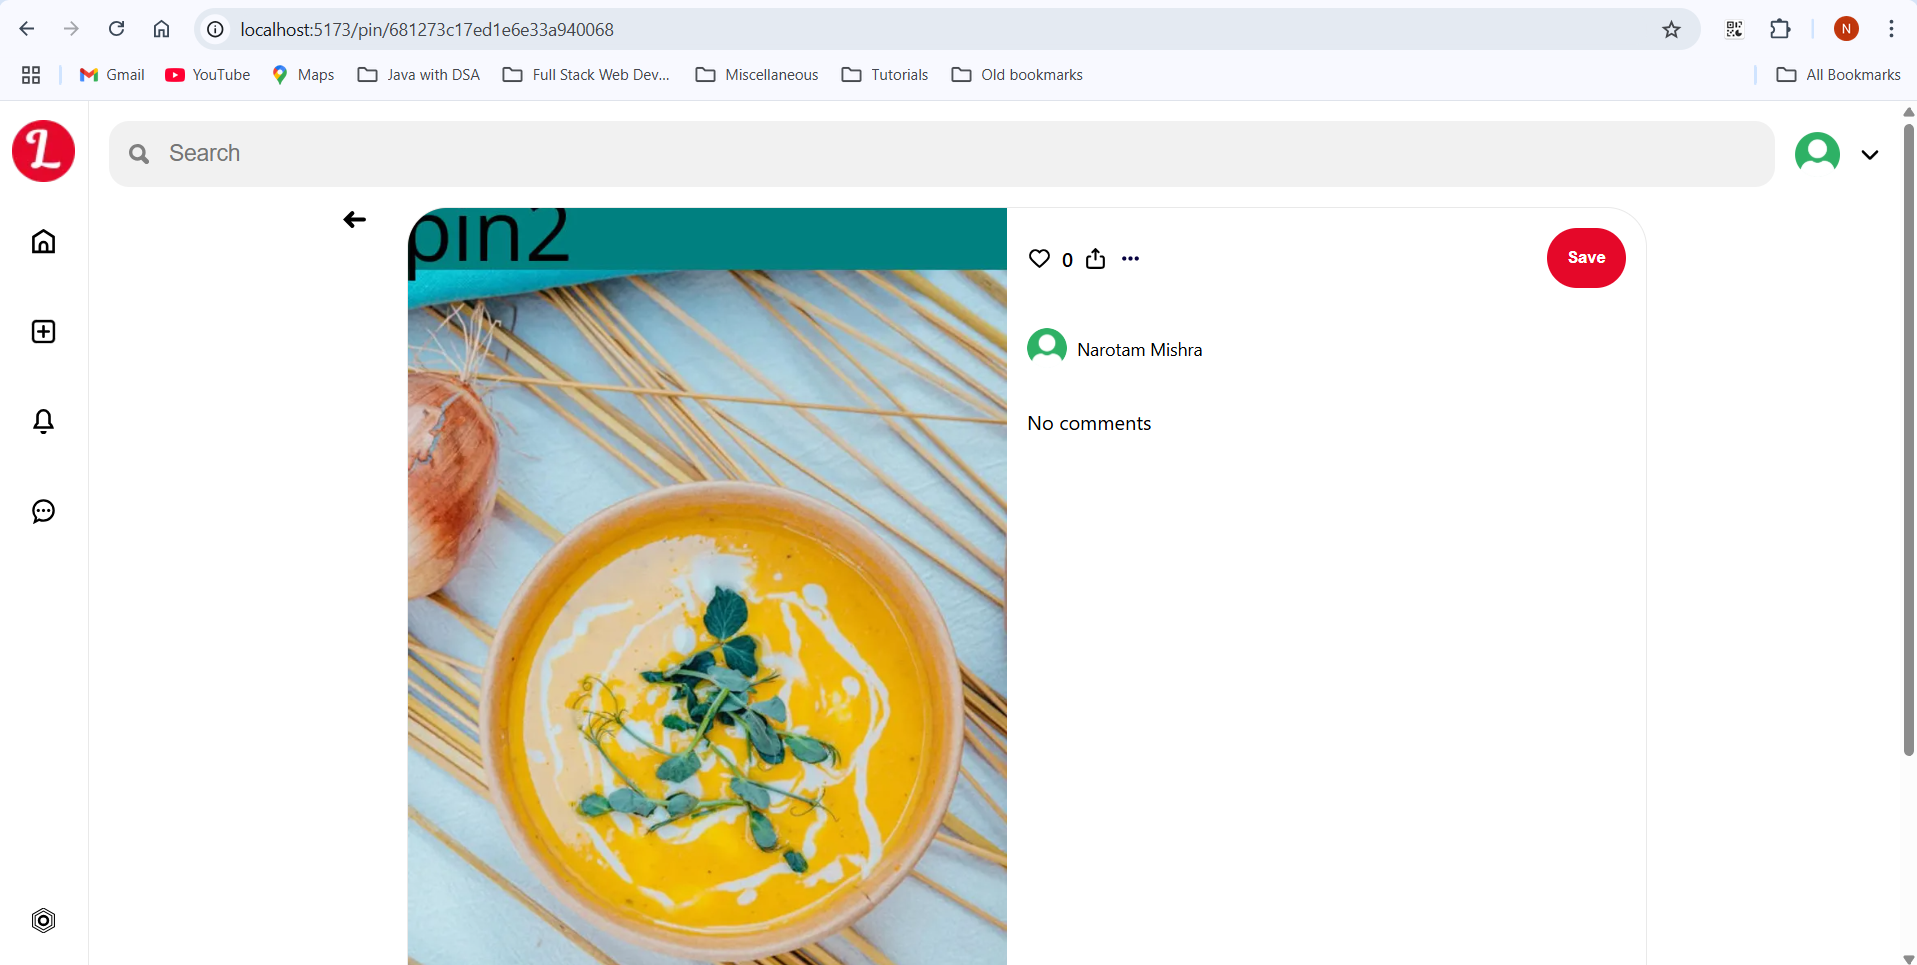 localhost:5173/pin/681273c17ed1e6e33a940068
N
Gmail
YouTube
Maps
Java with DSA
Full Stack Web Dev...
Miscellaneous
Tutorials
Old bookmarks
All Bookmarks
L
Search
pin2
0
Save
Narotam Mishra
No comments